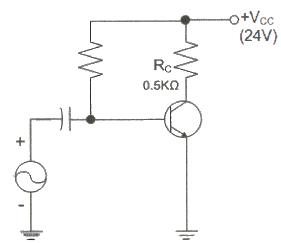 +VCC
(24V)
RC
0.5KΩ
+
-